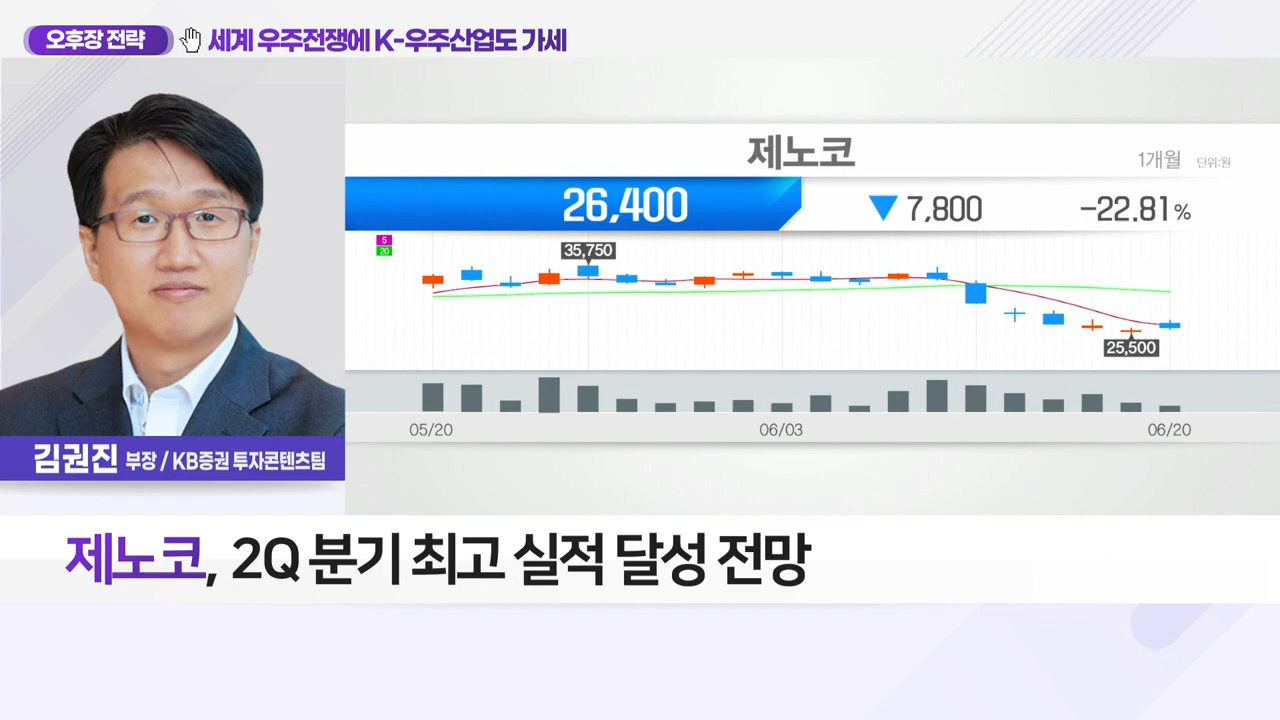 오후장 전략
세계 우주전쟁에 K-우주산업도 가세
제노코
1개월
단위:원
26,400
▼ 7,800
-22.81%
5
20
35,750
25,500
05/20
06/03
06/20
김권진 부장 / KB증권 투자콘텐츠팀
제노코, 2Q 분기 최고 실적 달성 전망